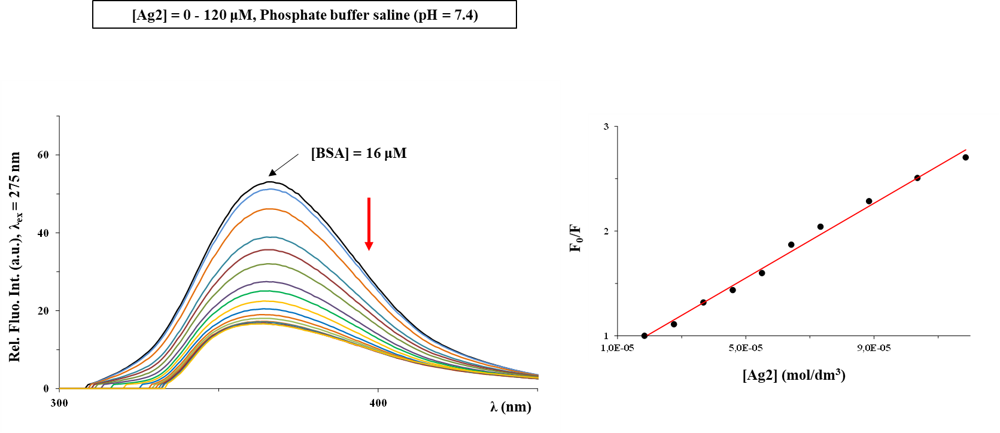 [Ag2] = 0 - 120 µM, Phosphate buffer saline (pH = 7.4)
Rel. Fluo. Int. (a.u.), λex = 275 nm
60
40
20
0
300
400
λ (nm)
[BSA] = 16 µM
F0/F
3
2
1
1,0E-05
5,0E-05
9,0E-05
[Ag2] (mol/dm³)